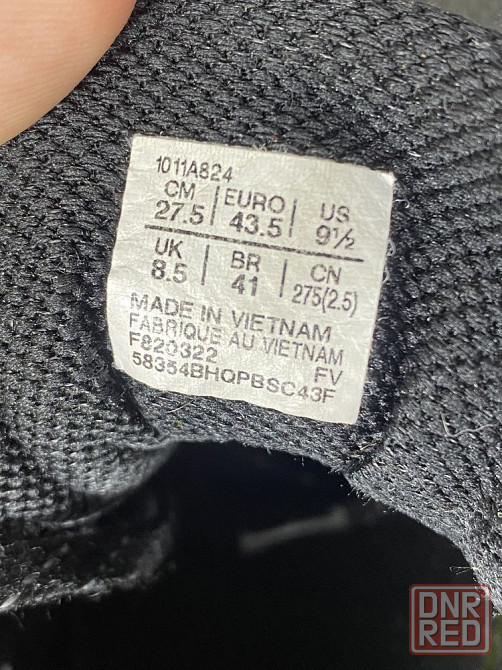 1011A824
CM | EURO | US
27.5 | 43.5 | 9½
UK | BR | CN
8.5 | 41 | 275(2.5)
MADE IN VIETNAM
FABRIQUE AU VIETNAM
F820322 FV
58354BHQPBSC43F
DNR
RED